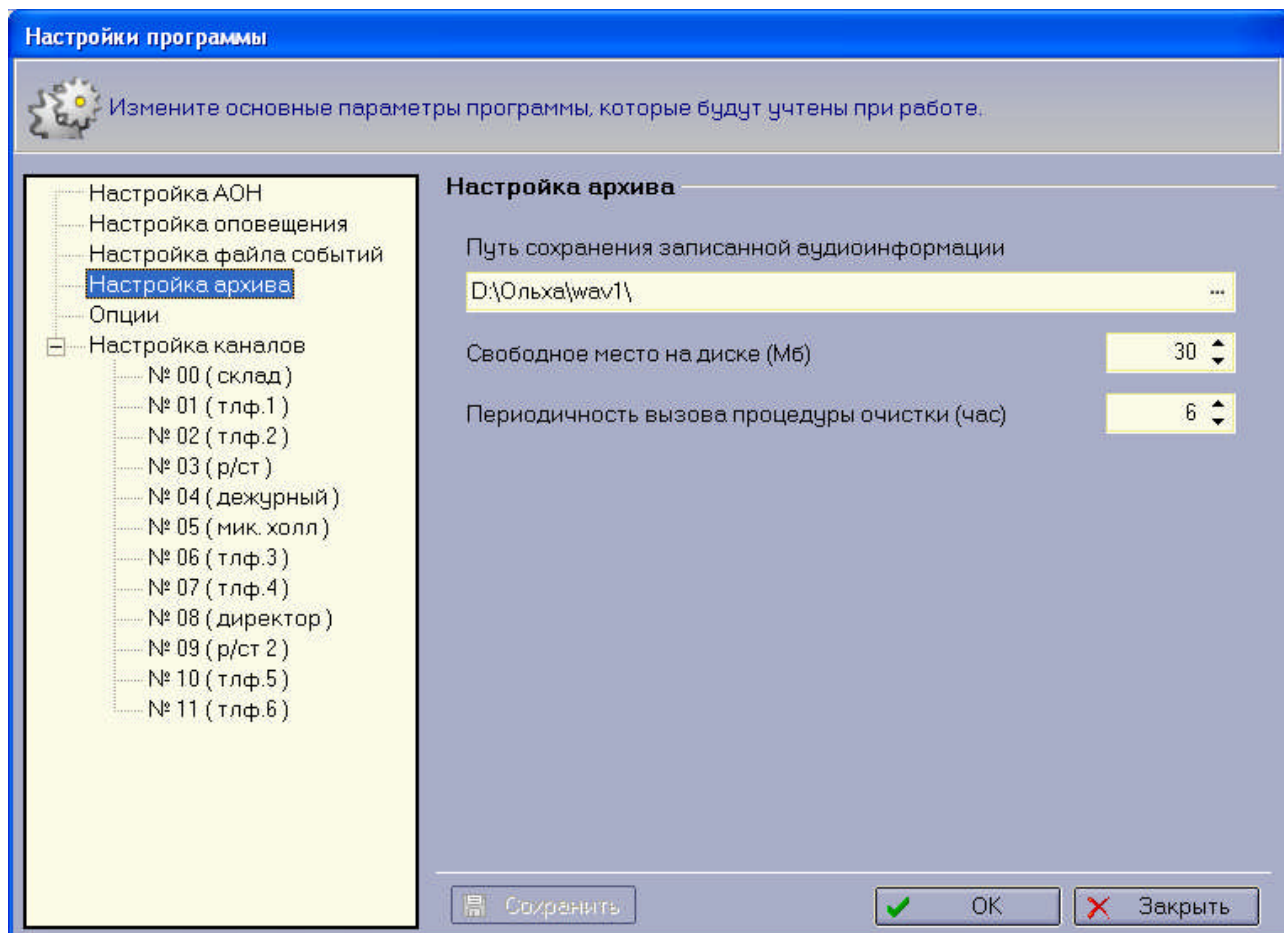 Настройки программы
Измените основные параметры программы, которые будут учтены при работе.
Настройка АОН
Настройка оповещения
Настройка файла событий
Настройка архива
Опции
Настройка каналов
№ 00 ( склад )
№ 01 ( тлф.1 )
№ 02 ( тлф.2 )
№ 03 ( р/ст )
№ 04 ( дежурный )
№ 05 ( мик. холл )
№ 06 ( тлф.3 )
№ 07 ( тлф.4 )
№ 08 ( директор )
№ 09 ( р/ст 2 )
№ 10 ( тлф.5 )
№ 11 ( тлф.6 )
Настройка архива
Путь сохранения записанной аудиоинформации
D:\Ольха\wav1\ ...
Свободное место на диске (Мб) 30
Периодичность вызова процедуры очистки (час) 6
Сохранить OK Закрыть